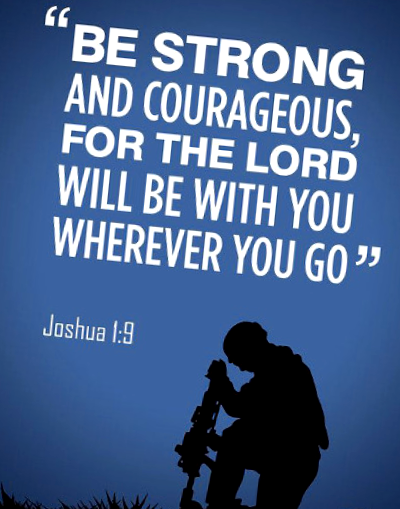 “BE STRONG
AND COURAGEOUS,
FOR THE LORD
WILL BE WITH YOU
WHEREVER YOU GO”
Joshua 1:9